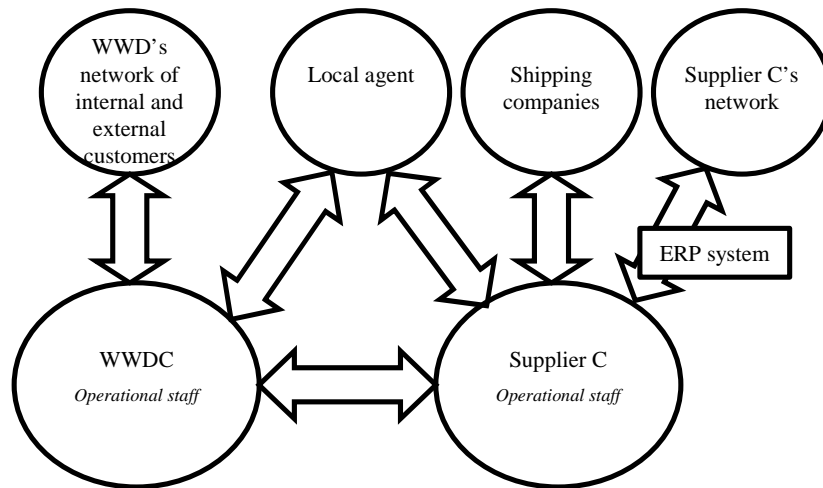 WWD’s
network of
internal and
external
customers
Local agent
Shipping
companies
Supplier C’s
network
ERP system
WWDC
Operational staff
Supplier C
Operational staff